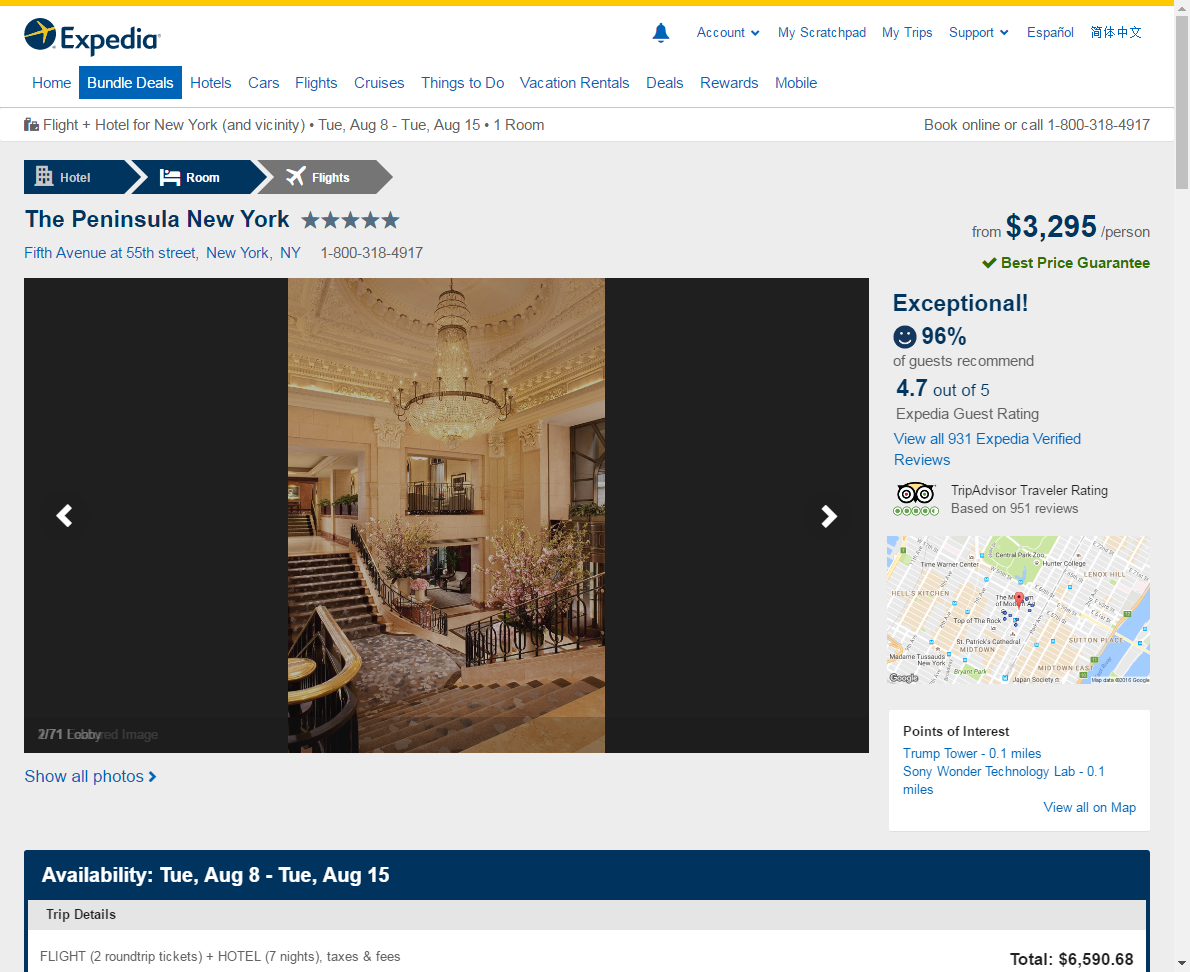 Expedia
Account
My Scratchpad
My Trips
Support
Español
简体中文
Home
Bundle Deals
Hotels
Cars
Flights
Cruises
Things to Do
Vacation Rentals
Deals
Rewards
Mobile
Flight + Hotel for New York (and vicinity) • Tue, Aug 8 - Tue, Aug 15 • 1 Room
Book online or call 1-800-318-4917
Hotel
Room
Flights
The Peninsula New York
Fifth Avenue at 55th street, New York, NY 1-800-318-4917
from $3,295 /person
Best Price Guarantee
Exceptional!
96%
of guests recommend
4.7 out of 5
Expedia Guest Rating
View all 931 Expedia Verified
Reviews
TripAdvisor Traveler Rating
Based on 951 reviews
Central Park Zoo
Time Warner Center
Hunter College
LENOX HILL
HELL'S KITCHEN
Top of The Rock
St. Patrick's Cathedral
MIDTOWN
SUTTON PLACE
Madame Tussauds
New York
Bryant Park
MIDTOWN EAST
Japan Society
Google
Map data ©2016 Google
2/71 Lobby
Show all photos
Points of Interest
Trump Tower - 0.1 miles
Sony Wonder Technology Lab - 0.1
miles
View all on Map
Availability: Tue, Aug 8 - Tue, Aug 15
Trip Details
FLIGHT (2 roundtrip tickets) + HOTEL (7 nights), taxes & fees
Total: $6,590.68